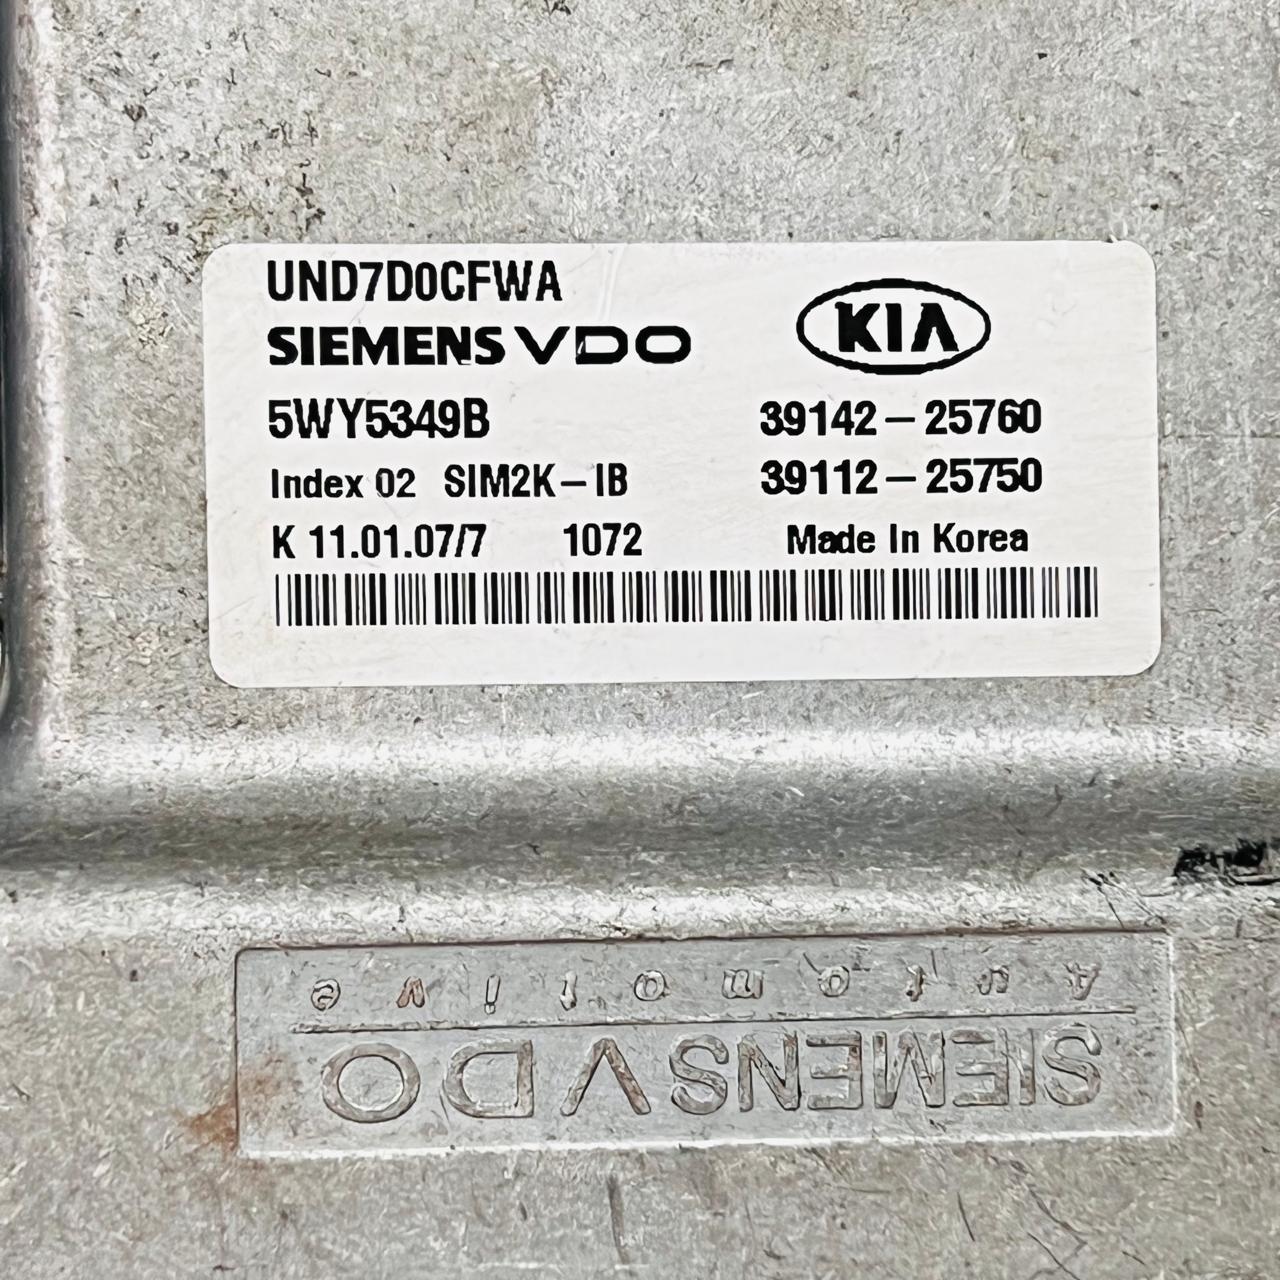 UND7D0CFWA
SIEMENS VDO
KIA
5WY5349B
39142-25760
Index 02 SIM2K-IB
39112-25750
K 11.01.07/7 1072
Made In Korea
SIEMENS VDO
Automotive